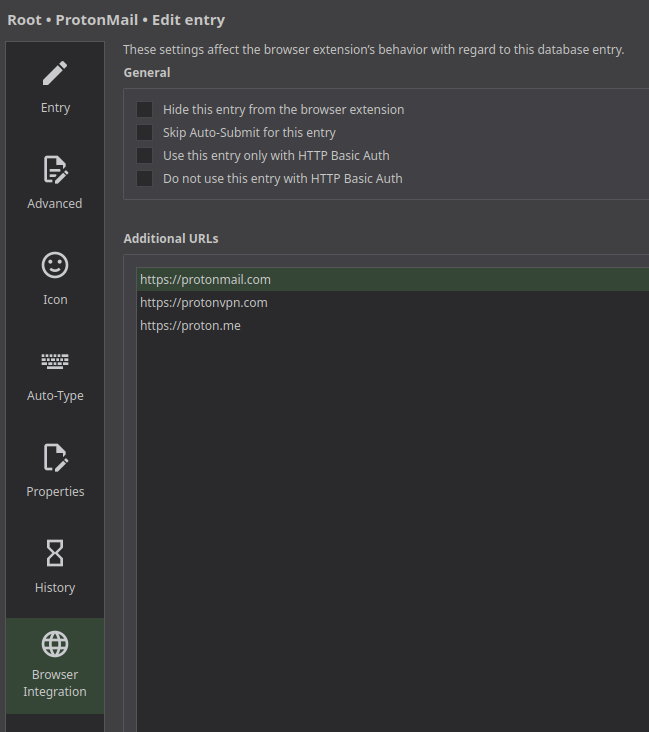 Root • ProtonMail • Edit entry
These settings affect the browser extension's behavior with regard to this database entry.
General
Hide this entry from the browser extension
Skip Auto-Submit for this entry
Use this entry only with HTTP Basic Auth
Do not use this entry with HTTP Basic Auth
Additional URLs
https://protonmail.com
https://protonvpn.com
https://proton.me
Entry
Advanced
Icon
Auto-Type
Properties
History
Browser
Integration